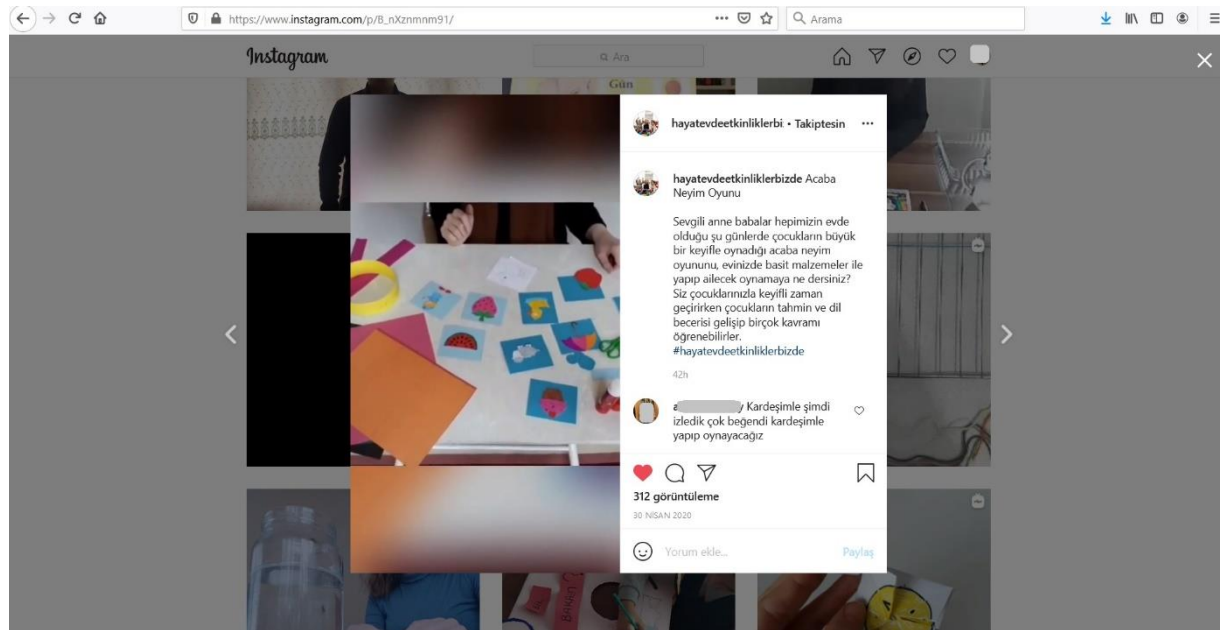 https://www.instagram.com/p/B_nXznmnm91/
Arama
Instagram
Ara
Gün
hayatevdeetkinliklerbi: • Takiptesin
hayatevdeetkinliklerbizde Acaba
Neyim Oyunu
Sevgili anne babalar hepimizin evde
olduğu şu günlerde çocukların büyük
bir keyifle oynadığı acaba neyim
oyununu, evinizde basit malzemeler ile
yapıp ailecek oynamaya ne dersiniz?
Siz çocuklarınızla keyifli zaman
geçirirken çocukların tahmin ve dil
becerisi gelişip birçok kavramı
öğrenebilirler.
#hayatevdeetkinliklerbizde
42h
a y Kardeşimle şimdi
izledik çok beğendi kardeşimle
yapıp oynayacağız
312 görüntüleme
30 NİSAN 2020
Yorum ekle...
Paylaş